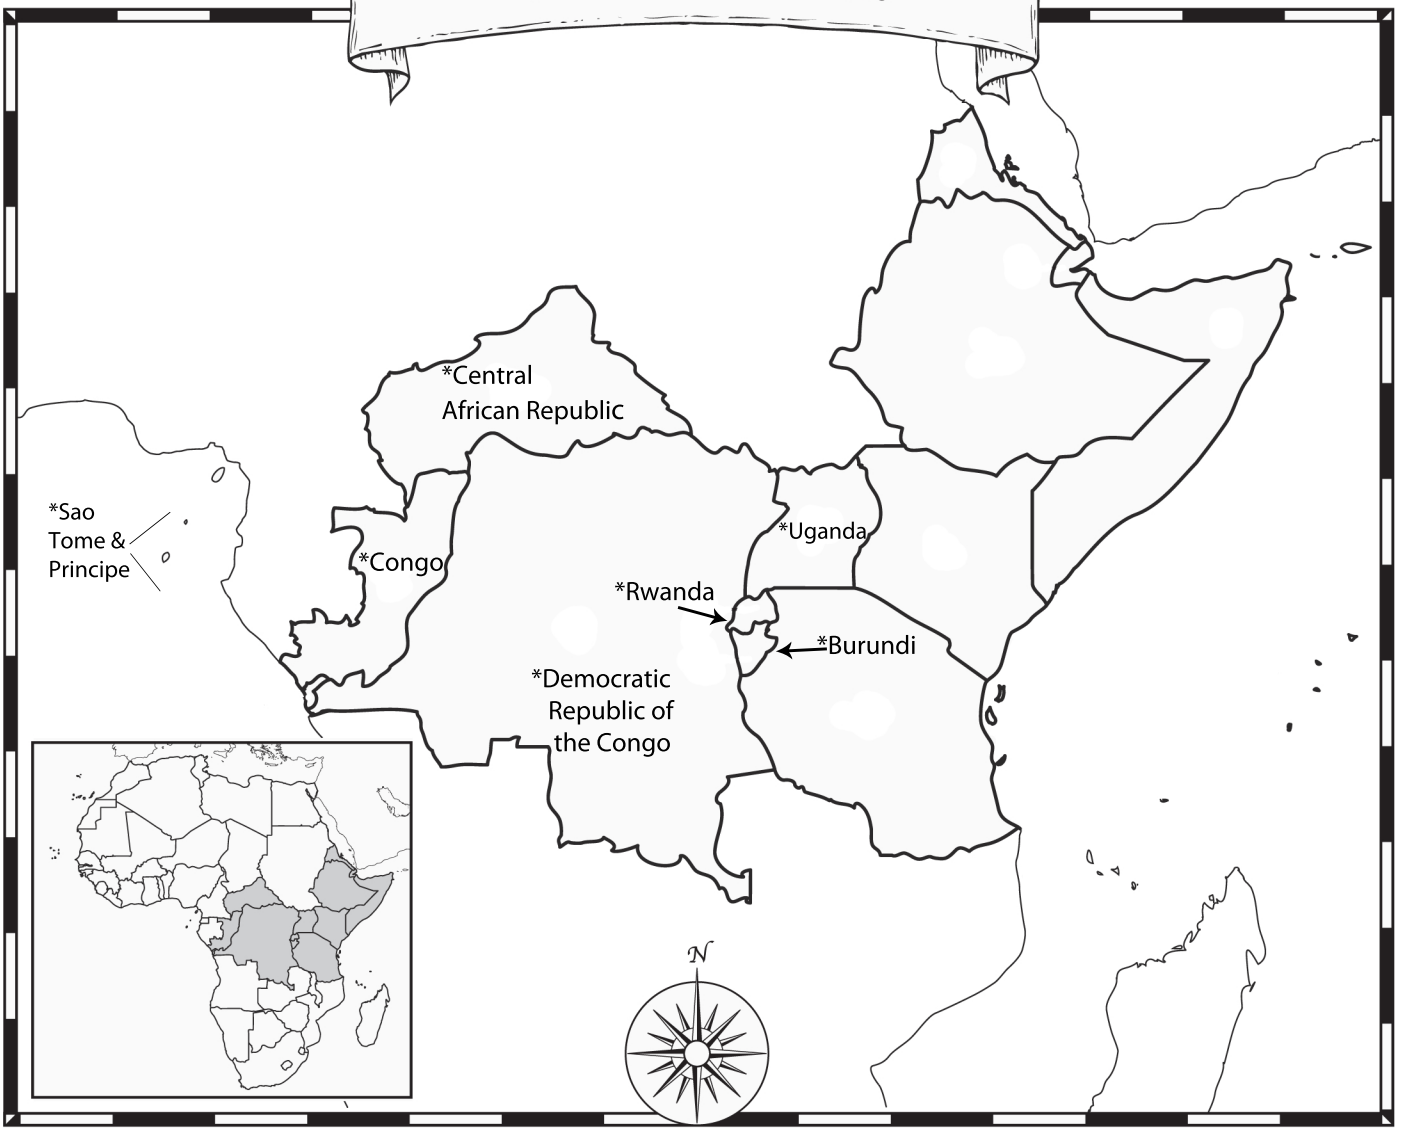 *Central
African Republic
*Sao
Tome &
Principe
*Uganda
*Congo
*Rwanda
*Burundi
*Democratic
Republic of
the Congo
N